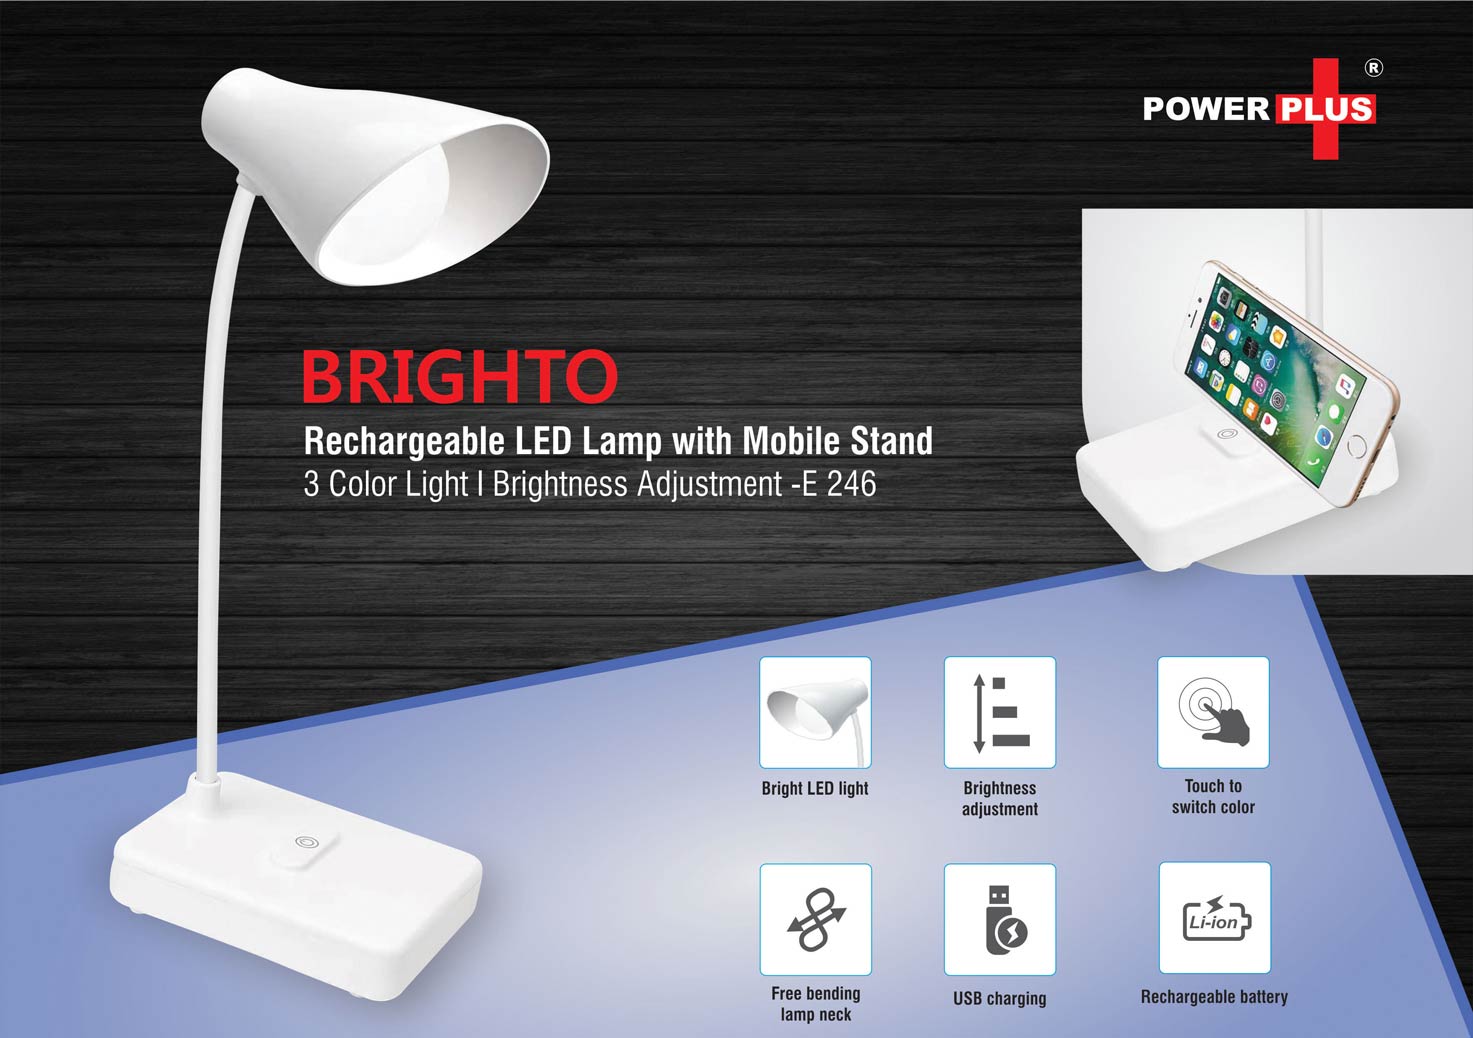 POWER PLUS ®
BRIGHTO
Rechargeable LED Lamp with Mobile Stand
3 Color Light I Brightness Adjustment -E 246
Bright LED light
Brightness
adjustment
Touch to
switch color
Free bending
lamp neck
USB charging
Li-ion
Rechargeable battery